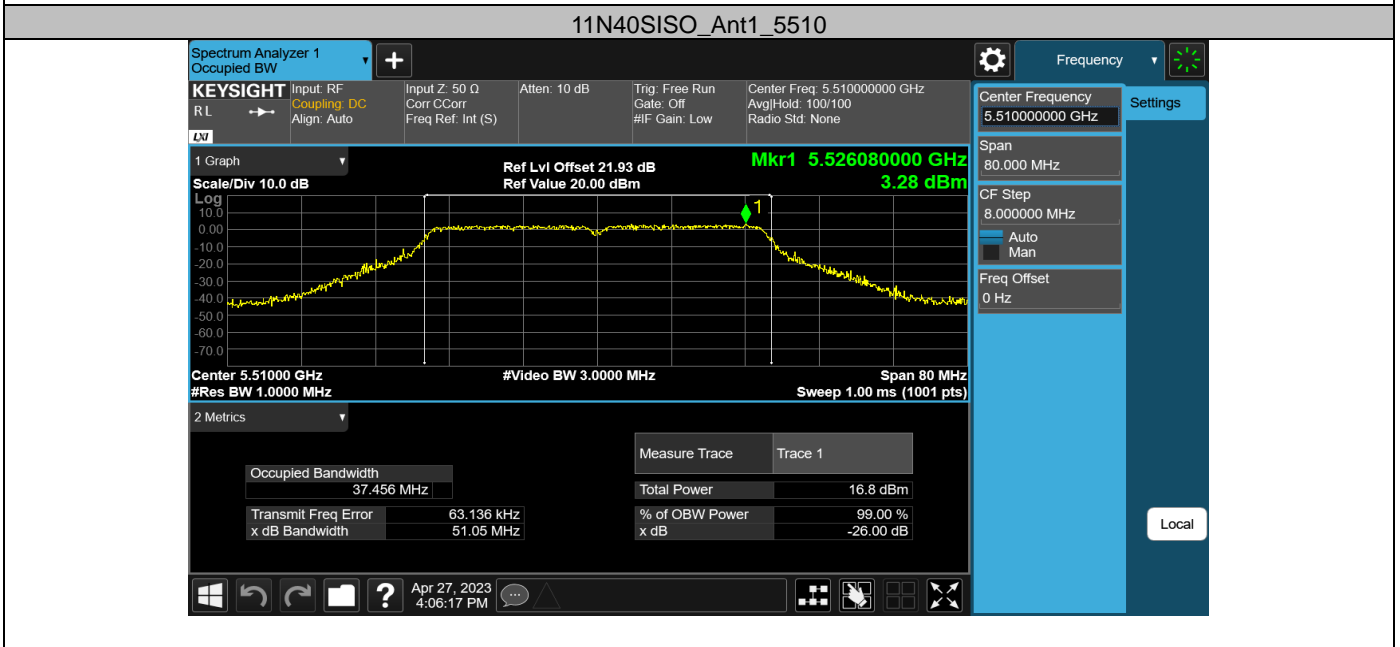 11N40SISO_Ant1_5510
Spectrum Analyzer 1
Occupied BW
Frequency
KEYSIGHT
R L
LXI
Input: RF
Coupling: DC
Align: Auto
Input Z: 50 Ω
Corr CCorr
Freq Ref: Int (S)
Atten: 10 dB
Trig: Free Run
Gate: Off
#IF Gain: Low
Center Freq: 5.510000000 GHz
Avg|Hold: 100/100
Radio Std: None
Center Frequency
5.510000000 GHz
Settings
Span
80.000 MHz
CF Step
8.000000 MHz
Auto
Man
Freq Offset
0 Hz
Local
1 Graph
Scale/Div 10.0 dB
Ref Lvl Offset 21.93 dB
Ref Value 20.00 dBm
Mkr1 5.526080000 GHz
3.28 dBm
Log
10.0
0.00
-10.0
-20.0
-30.0
-40.0
-50.0
-60.0
-70.0
1
Center 5.51000 GHz
#Video BW 3.0000 MHz
Span 80 MHz
#Res BW 1.0000 MHz
Sweep 1.00 ms (1001 pts)
2 Metrics
Measure Trace Trace 1
Occupied Bandwidth
37.456 MHz
Total Power 16.8 dBm
Transmit Freq Error 63.136 kHz
% of OBW Power 99.00 %
x dB Bandwidth 51.05 MHz
x dB -26.00 dB
?
Apr 27, 2023
4:06:17 PM